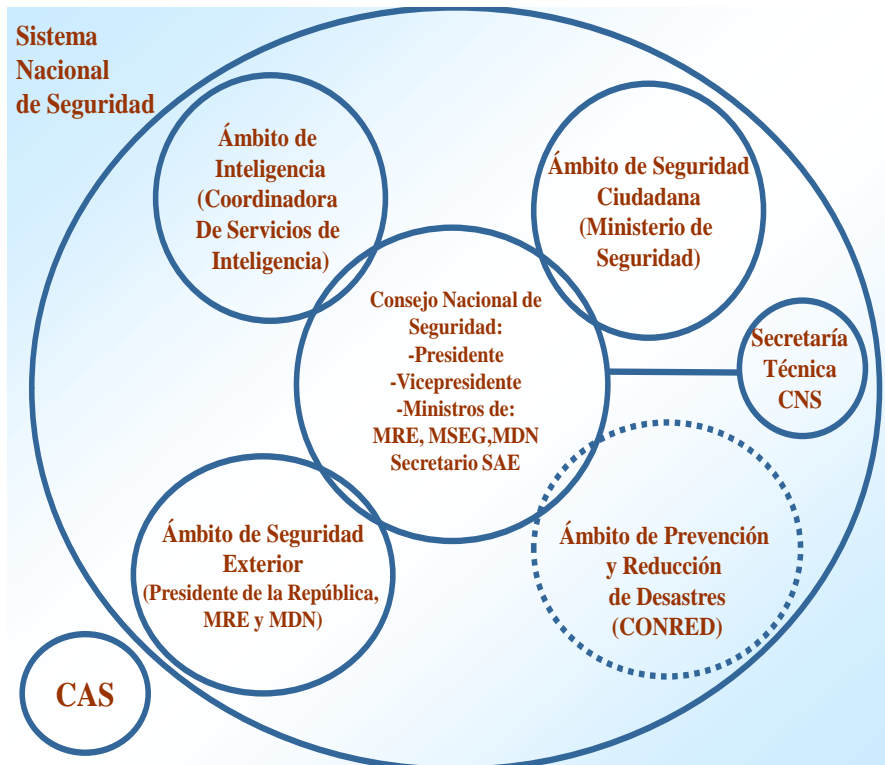 Sistema
Nacional
de Seguridad
Ámbito de
Inteligencia
(Coordinadora
De Servicios de
Inteligencia)
Ámbito de Seguridad
Ciudadana
(Ministerio de
Seguridad)
Consejo Nacional de
Seguridad:
-Presidente
-Vicepresidente
-Ministros de:
MRE, MSEG,MDN
Secretario SAE
Secretaría
Técnica
CNS
Ámbito de Seguridad
Exterior
(Presidente de la República,
MRE y MDN)
Ámbito de Prevención
y Reducción
de Desastres
(CONRED)
CAS